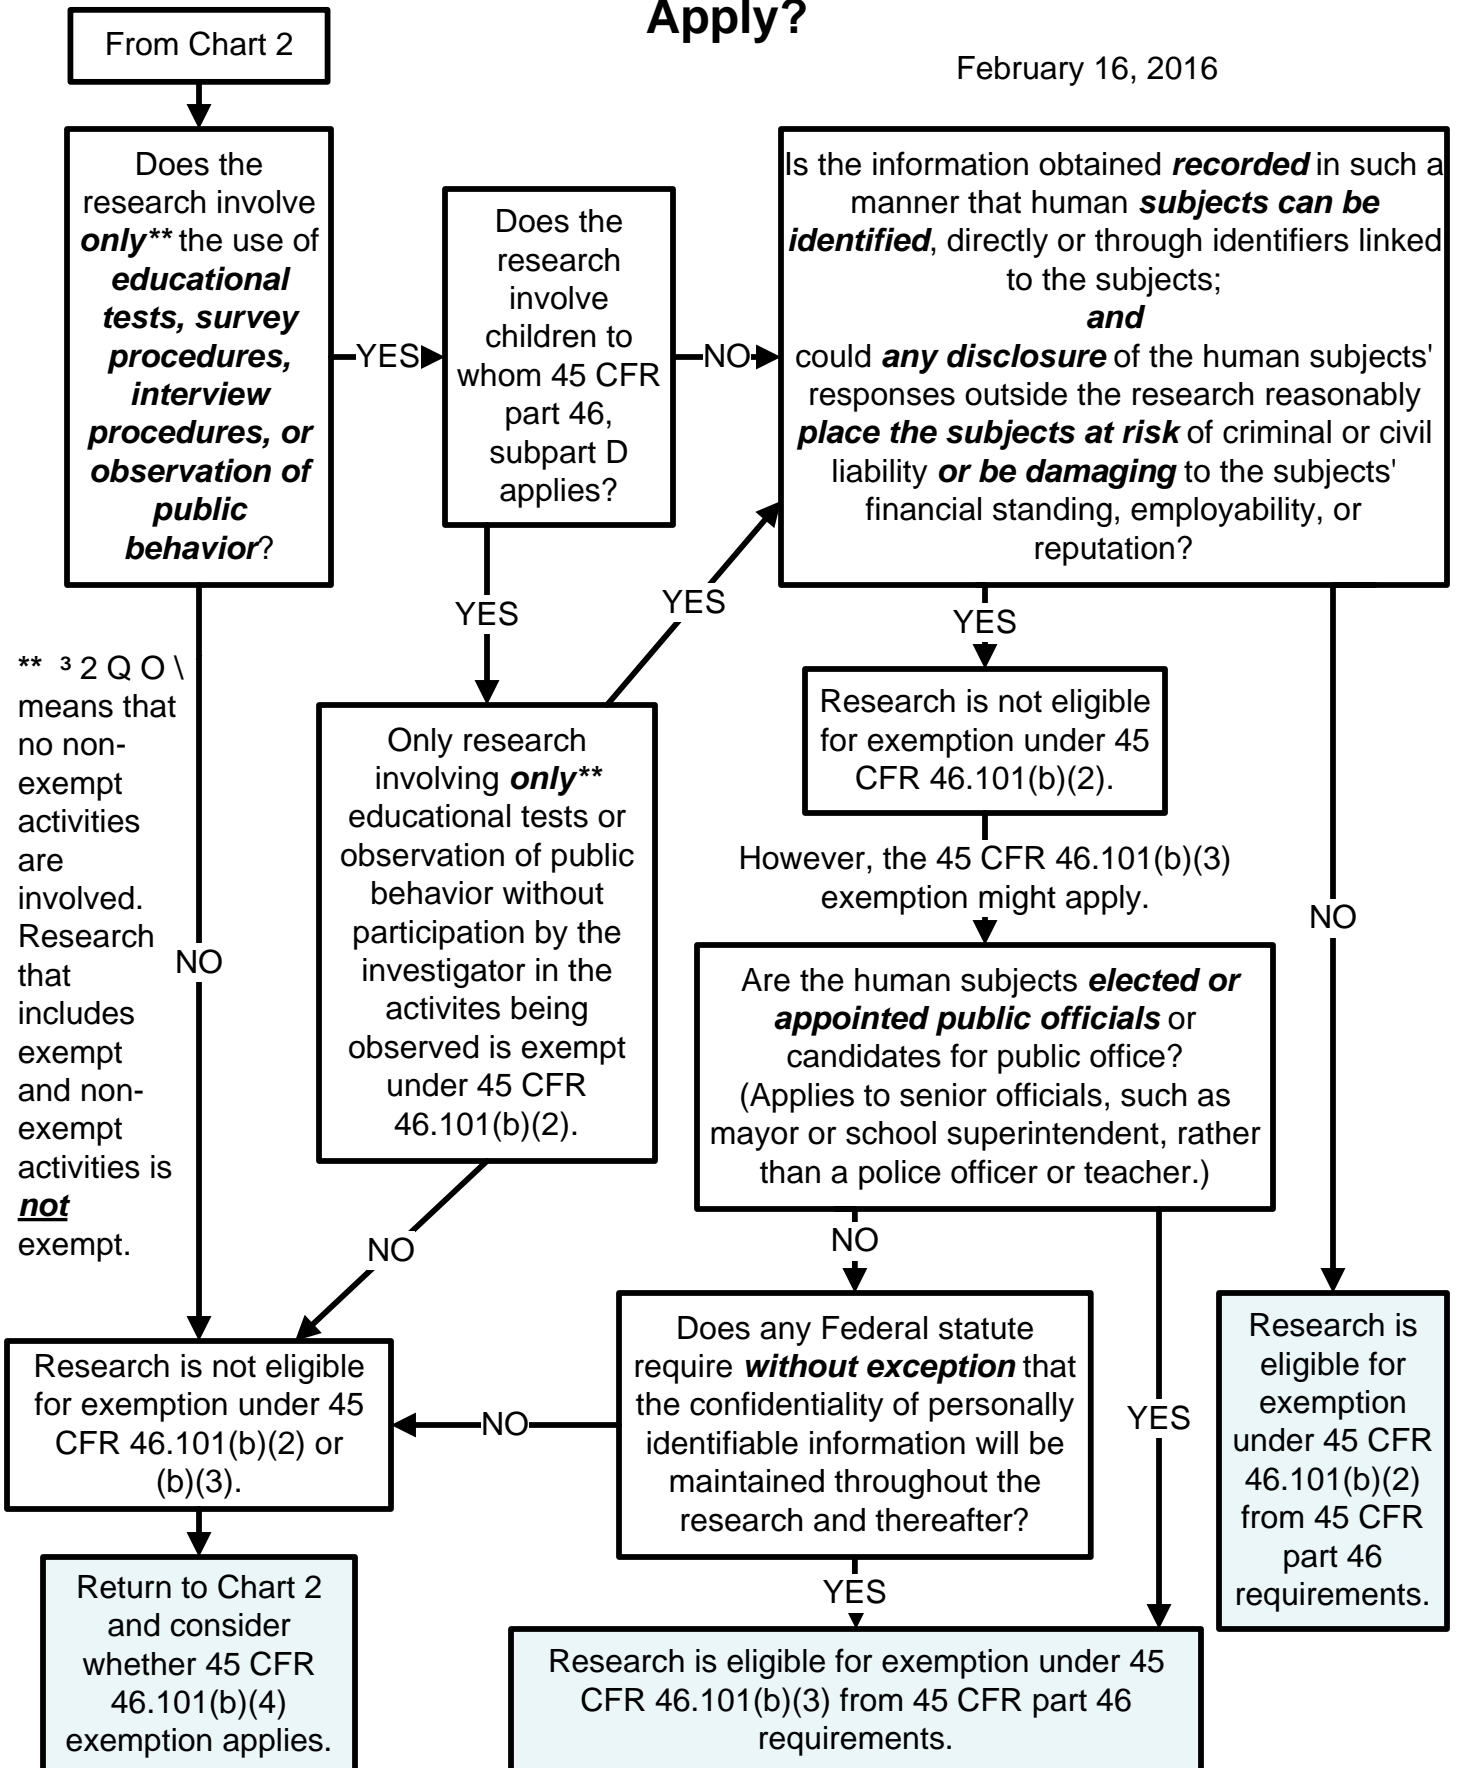 Apply?
From Chart 2
February 16, 2016
Does the
research involve
only** the use of
educational
tests, survey
procedures,
interview
procedures, or
observation of
public
behavior?
YES
Does the
research
involve
children to
whom 45 CFR
part 46,
subpart D
applies?
NO
Is the information obtained recorded in such a
manner that human subjects can be
identified, directly or through identifiers linked
to the subjects;
and
could any disclosure of the human subjects'
responses outside the research reasonably
place the subjects at risk of criminal or civil
liability or be damaging to the subjects'
financial standing, employability, or
reputation?
YES
YES
YES
** ³ 2 Q O \
means that
no non-
exempt
activities
are
involved.
Research
that
includes
exempt
and non-
exempt
activities is
not
exempt.
NO
Only research
involving only**
educational tests or
observation of public
behavior without
participation by the
investigator in the
activites being
observed is exempt
under 45 CFR
46.101(b)(2).
NO
Research is not eligible
for exemption under 45
CFR 46.101(b)(2).
However, the 45 CFR 46.101(b)(3)
exemption might apply.
NO
Are the human subjects elected or
appointed public officials or
candidates for public office?
(Applies to senior officials, such as
mayor or school superintendent, rather
than a police officer or teacher.)
NO
YES
Does any Federal statute
require without exception that
the confidentiality of personally
identifiable information will be
maintained throughout the
research and thereafter?
NO
YES
Research is eligible for
exemption
under 45 CFR
46.101(b)(2)
from 45 CFR
part 46
requirements.
Research is not eligible
for exemption under 45
CFR 46.101(b)(2) or
(b)(3).
Return to Chart 2
and consider
whether 45 CFR
46.101(b)(4)
exemption applies.
Research is eligible for exemption under 45
CFR 46.101(b)(3) from 45 CFR part 46
requirements.